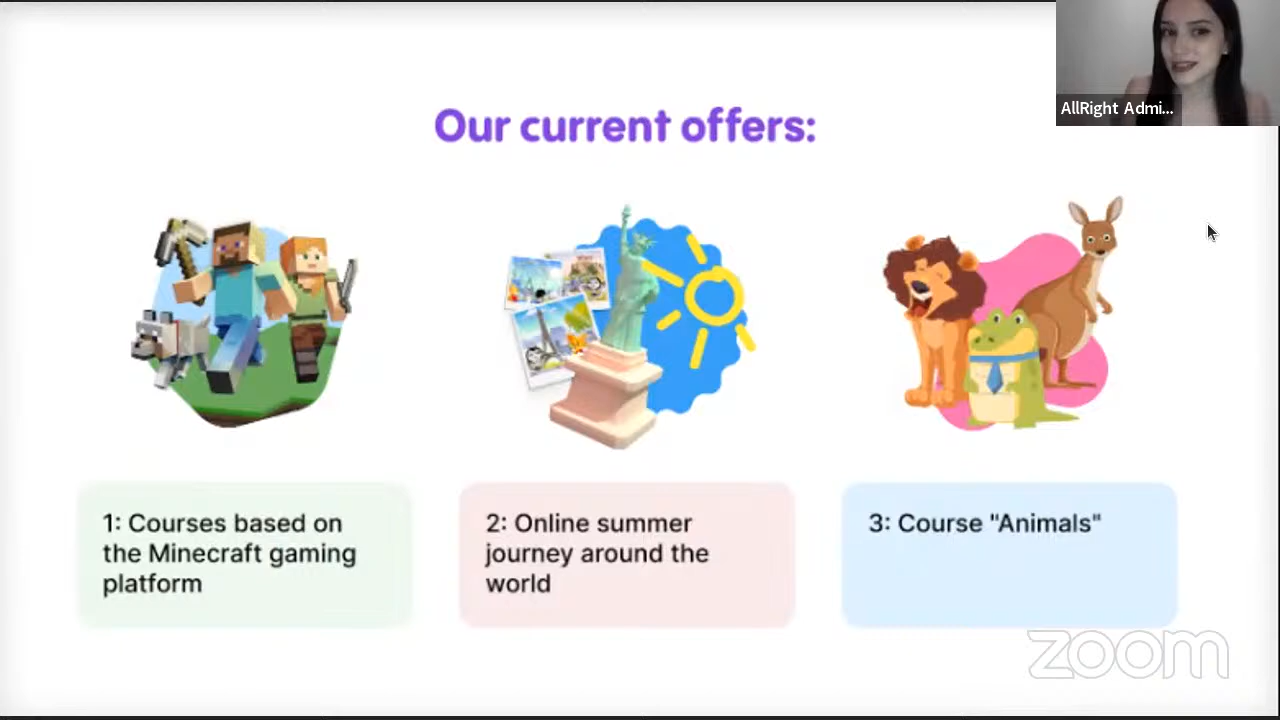 AllRight Admi...
Our current offers:
1: Courses based on
the Minecraft gaming
platform
2: Online summer
journey around the
world
3: Course "Animals"
zoom